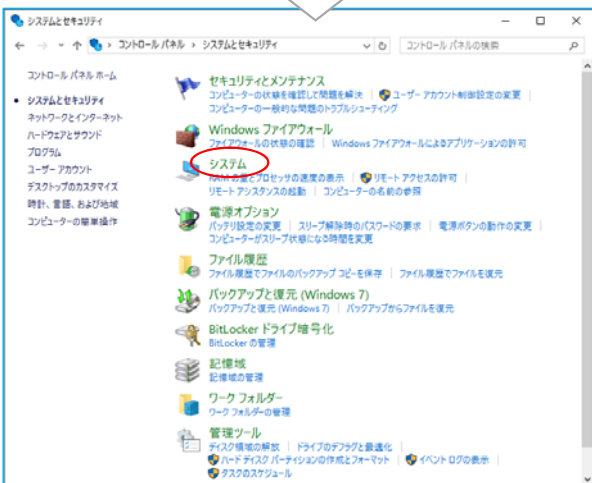 システムとセキュリティ
コントロール パネル › システムとセキュリティ
コントロール パネルの検索
コントロール パネル ホーム
システムとセキュリティ
ネットワークとインターネット
ハードウェアとサウンド
プログラム
ユーザー アカウント
デスクトップのカスタマイズ
時計、言語、および地域
コンピューターの簡単操作
セキュリティとメンテナンス
コンピューターの状態を確認して問題を解決 | ユーザー アカウント制御設定の変更 |
コンピューターの一般的な問題のトラブルシューティング
Windows ファイアウォール
ファイアウォールの状態の確認 | Windows ファイアウォールによるアプリケーションの許可
システム
RAM の量とプロセッサの速度の表示 | リモート アクセスの許可 |
リモート アシスタンスの起動 | コンピューターの名前の参照
電源オプション
バッテリ設定の変更 | スリープ解除時のパスワードの要求 | 電源ボタンの動作の変更 |
コンピューターがスリープ状態になる時間を変更
ファイル履歴
ファイル履歴でファイルのバックアップ コピーを保存 | ファイル履歴でファイルを復元
バックアップと復元 (Windows 7)
バックアップと復元 (Windows 7) | バックアップからファイルを復元
BitLocker ドライブ暗号化
BitLocker の管理
記憶域
記憶域の管理
ワーク フォルダー
ワーク フォルダーの管理
管理ツール
ディスク領域の解放 | ドライブのデフラグと最適化 |
ハード ディスク パーティションの作成とフォーマット | イベント ログの表示 |
タスクのスケジュール